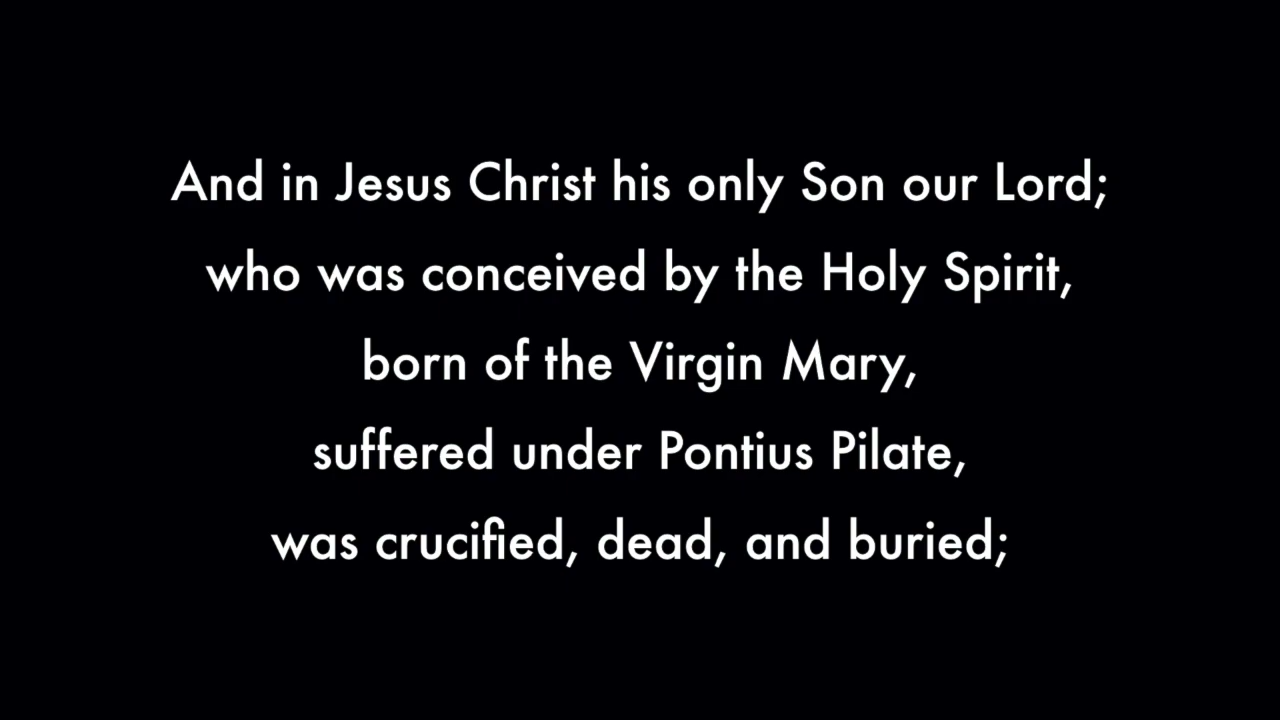 And in Jesus Christ his only Son our Lord;
who was conceived by the Holy Spirit,
born of the Virgin Mary,
suffered under Pontius Pilate,
was crucified, dead, and buried;